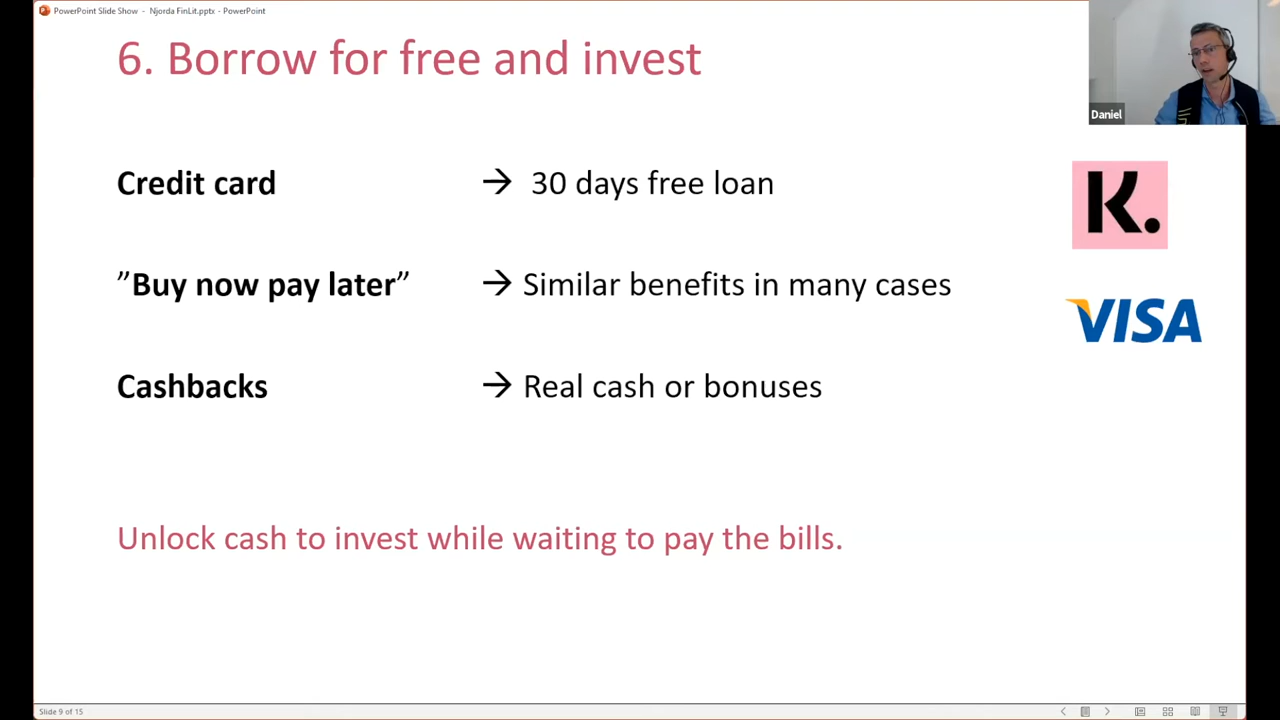 PowerPoint Slide Show - Njorda FinLit.pptx - PowerPoint
6. Borrow for free and invest
Daniel
Credit card → 30 days free loan
K.
”Buy now pay later” → Similar benefits in many cases
VISA
Cashbacks → Real cash or bonuses
Unlock cash to invest while waiting to pay the bills.
Slide 9 of 15